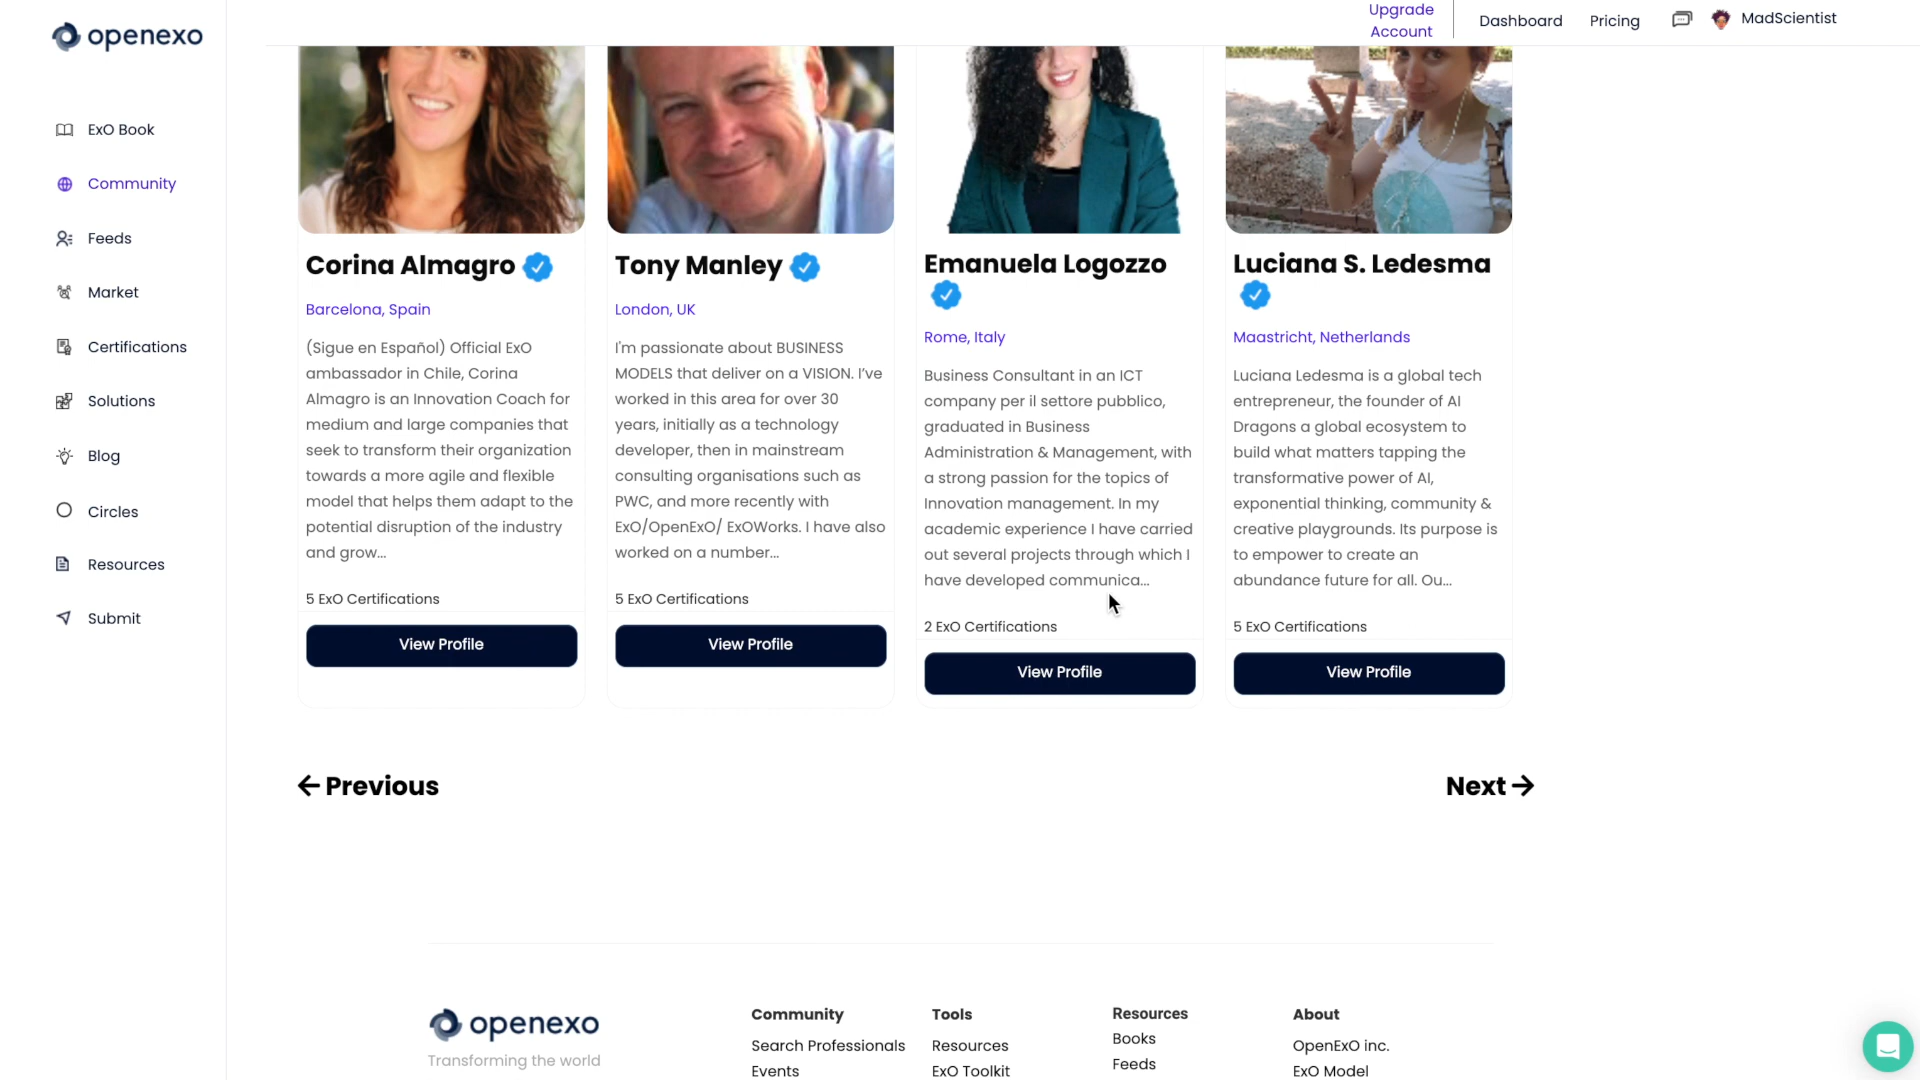 openexo
Upgrade
Account
Dashboard
Pricing
MadScientist
ExO Book
Community
Feeds
Market
Certifications
Solutions
Blog
Circles
Resources
Submit
Corina Almagro
Barcelona, Spain
(Sigue en Español) Official ExO
ambassador in Chile, Corina
Almagro is an Innovation Coach for
medium and large companies that
seek to transform their organization
towards a more agile and flexible
model that helps them adapt to the
potential disruption of the industry
and grow...
5 ExO Certifications
View Profile
Tony Manley
London, UK
I'm passionate about BUSINESS
MODELS that deliver on a VISION. I've
worked in this area for over 30
years, initially as a technology
developer, then in mainstream
consulting organisations such as
PWC, and more recently with
ExO/OpenExO/ ExOWorks. I have also
worked on a number...
5 ExO Certifications
View Profile
Emanuela Logozzo
Rome, Italy
Business Consultant in an ICT
company per il settore pubblico,
graduated in Business
Administration & Management, with
a strong passion for the topics of
Innovation management. In my
academic experience I have carried
out several projects through which I
have developed communica...
2 ExO Certifications
View Profile
Luciana S. Ledesma
Maastricht, Netherlands
Luciana Ledesma is a global tech
entrepreneur, the founder of AI
Dragons a global ecosystem to
build what matters tapping the
transformative power of AI,
exponential thinking, community &
creative playgrounds. Its purpose is
to empower to create an
abundance future for all. Ou...
5 ExO Certifications
View Profile
Previous
Next
openexo
Transforming the world
Community
Search Professionals
Events
Tools
Resources
ExO Toolkit
Resources
Books
Feeds
About
OpenExO inc.
ExO Model